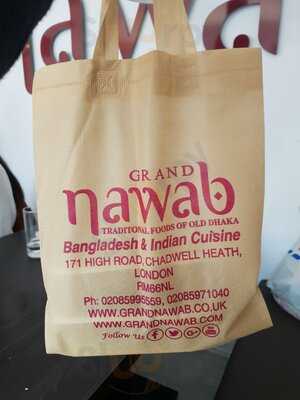 GRAND
nawab
TRADITIONAL FOODS OF OLD DHAKA
Bangladesh & Indian Cuisine
171 HIGH ROAD, CHADWELL HEATH,
LONDON
RM66NL
Ph: 02085995559, 02085971040
WWW.GRANDNAWAB.CO.UK
WWW.GRANDNAWAB.COM
Follow Us